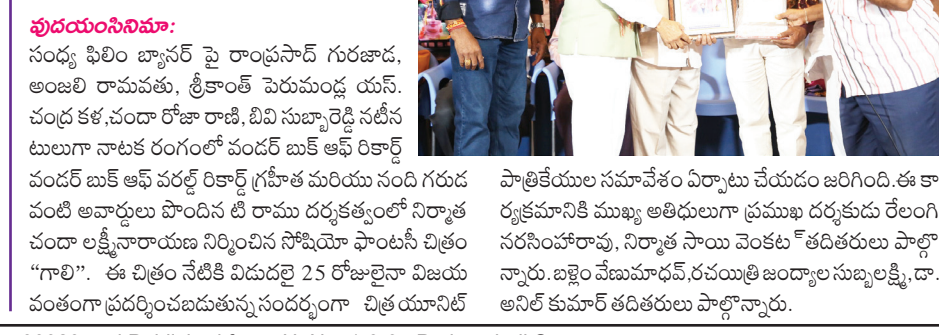 వుదయంసినిమా:
సంధ్య ఫిలిం బ్యానర్ పై రాంప్రసాద్ గురజాడ,
అంజలి రామవతు, శ్రీకాంత్ పెరుమండ్ల యస్.
చంద్ర కళ,చందా రోజా రాణి, బివి సుబ్బారెడ్డి నటీన
టులుగా నాటక రంగంలో వండర్ బుక్ ఆఫ్ రికార్డ్
వండర్ బుక్ ఆఫ్ వరల్డ్ రికార్డ్ గ్రహీత మరియు నంది గరుడ
వంటి అవార్డులు పొందిన టి రాము దర్శకత్వంలో నిర్మాత
చందా లక్ష్మీనారాయణ నిర్మించిన సోషియో ఫాంటసీ చిత్రం
“గాలి”. ఈ చిత్రం నేటికి విడుదలై 25 రోజులైనా విజయ
వంతంగా ప్రదర్శించబడుతున్న సందర్భంగా చిత్ర యూనిట్
పాత్రికేయుల సమావేశం ఏర్పాటు చేయడం జరిగింది.ఈ కా
ర్యక్రమానికి ముఖ్య అతిధులుగా ప్రముఖ దర్శకుడు రేలంగి
నరసింహారావు, నిర్మాత సాయి వెంకట తదితరులు పాల్గొ
న్నారు. బళ్లెం వేణుమాధవ్,రచయిత్రి జంద్యాల సుబ్బలక్ష్మి, డా.
అనిల్ కుమార్ తదితరులు పాల్గొన్నారు.